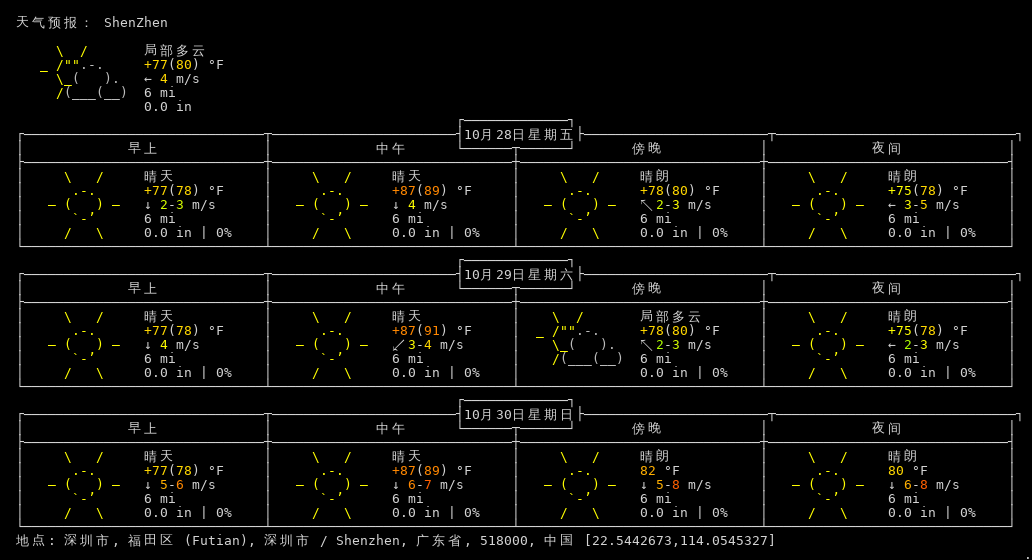 天气预报: ShenZhen
局部多云
+77(80) °F
← 4 m/s
6 mi
0.0 in
10月28日星期五
早上 中午 傍晚 夜间
晴天 晴天 晴朗 晴朗
+77(78) °F +87(89) °F +78(80) °F +75(78) °F
↓ 2-3 m/s ↓ 4 m/s ↖ 2-3 m/s ← 3-5 m/s
6 mi 6 mi 6 mi 6 mi
0.0 in | 0% 0.0 in | 0% 0.0 in | 0% 0.0 in | 0%
10月29日星期六
早上 中午 傍晚 夜间
晴天 晴天 局部多云 晴朗
+77(78) °F +87(91) °F +78(80) °F +75(78) °F
↓ 4 m/s ↙ 3-4 m/s ↖ 2-3 m/s ← 2-3 m/s
6 mi 6 mi 6 mi 6 mi
0.0 in | 0% 0.0 in | 0% 0.0 in | 0% 0.0 in | 0%
10月30日星期日
早上 中午 傍晚 夜间
晴天 晴天 晴朗 晴朗
+77(78) °F +87(89) °F 82 °F 80 °F
↓ 5-6 m/s ↓ 6-7 m/s ↓ 5-8 m/s ↓ 6-8 m/s
6 mi 6 mi 6 mi 6 mi
0.0 in | 0% 0.0 in | 0% 0.0 in | 0% 0.0 in | 0%
地点: 深圳市, 福田区 (Futian), 深圳市 / Shenzhen, 广东省, 518000, 中国 [22.5442673,114.0545327]